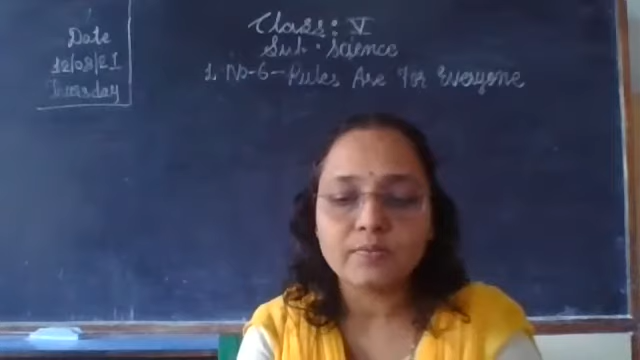 Date
12/08/21
Thursday
Class: V
Sub. Science
L No-6-Rules Are For Everyone